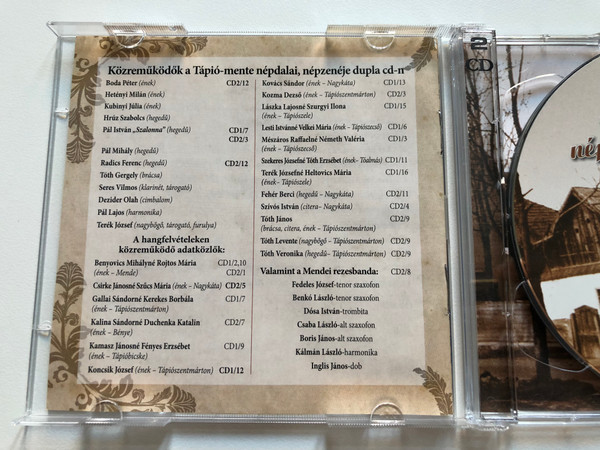 Közreműködők a Tápió-mente népdalai, népzenéje dupla cd-n
Boda Péter (ének) CD2/12
Hetényi Milán (ének)
Kubinyi Júlia (ének)
Hrúz Szabolcs (hegedű)
Pál István „Szalonna” (hegedű) CD1/7
CD2/3
Pál Mihály (hegedű)
Radics Ferenc (hegedű) CD2/12
Tóth Gergely (brácsa)
Seres Vilmos (klarinét, tárogató)
Dezider Olah (cimbalom)
Pál Lajos (harmonika)
Terék József (nagybőgő, tárogató, furulya)
A hangfelvételeken
közreműködő adatközlők:
Benyovics Mihályné Rojtos Mária CD1/2,10
(ének – Mende) CD2/1
Csirke Jánosné Szűcs Mária (ének – Nagykáta) CD2/5
Gallai Sándorné Kerekes Borbála CD1/7
(ének – Tápiószentmárton)
Kalina Sándorné Duchenka Katalin CD2/7
(ének – Bénye)
Kamasz Jánosné Fényes Erzsébet CD1/9
(ének – Tápióbicske)
Koncsik József (ének – Tápiószentmárton) CD1/12
Kovács Sándor (ének – Nagykáta) CD1/13
Kozma Dezső (ének – Tápiószentmárton) CD2/3
Lászka Lajosné Szurgyi Ilona CD1/15
(ének – Tápiószele)
Lesti Istvánné Velkei Mária (ének – Tápiószecső) CD1/6
Mészáros Raffaelné Németh Valéria CD1/3
(ének – Tápiószecső)
Szekeres Józsefné Tóth Erzsébet (ének- Tóalmás) CD1/11
Terék Józsefné Heltovics Mária CD1/16
(ének – Tápiószele)
Fehér Berci (hegedű – Nagykáta) CD2/11
Szívós István (citera– Nagykáta) CD2/4
Tóth János CD2/9
(brácsa, citera, ének – Tápiószentmárton)
Tóth Levente (nagybőgő – Tápiószentmárton) CD2/9
Tóth Veronika (hegedű– Tápiószentmárton) CD2/9
Valamint a Mendei rezesbanda: CD2/8
Fedeles József-tenor szaxofon
Benkó László-tenor szaxofon
Dósa István-trombita
Csaba László-alt szaxofon
Boris János-alt szaxofon
Kálmán László-harmonika
Inglis János-dob
2
CD
nép